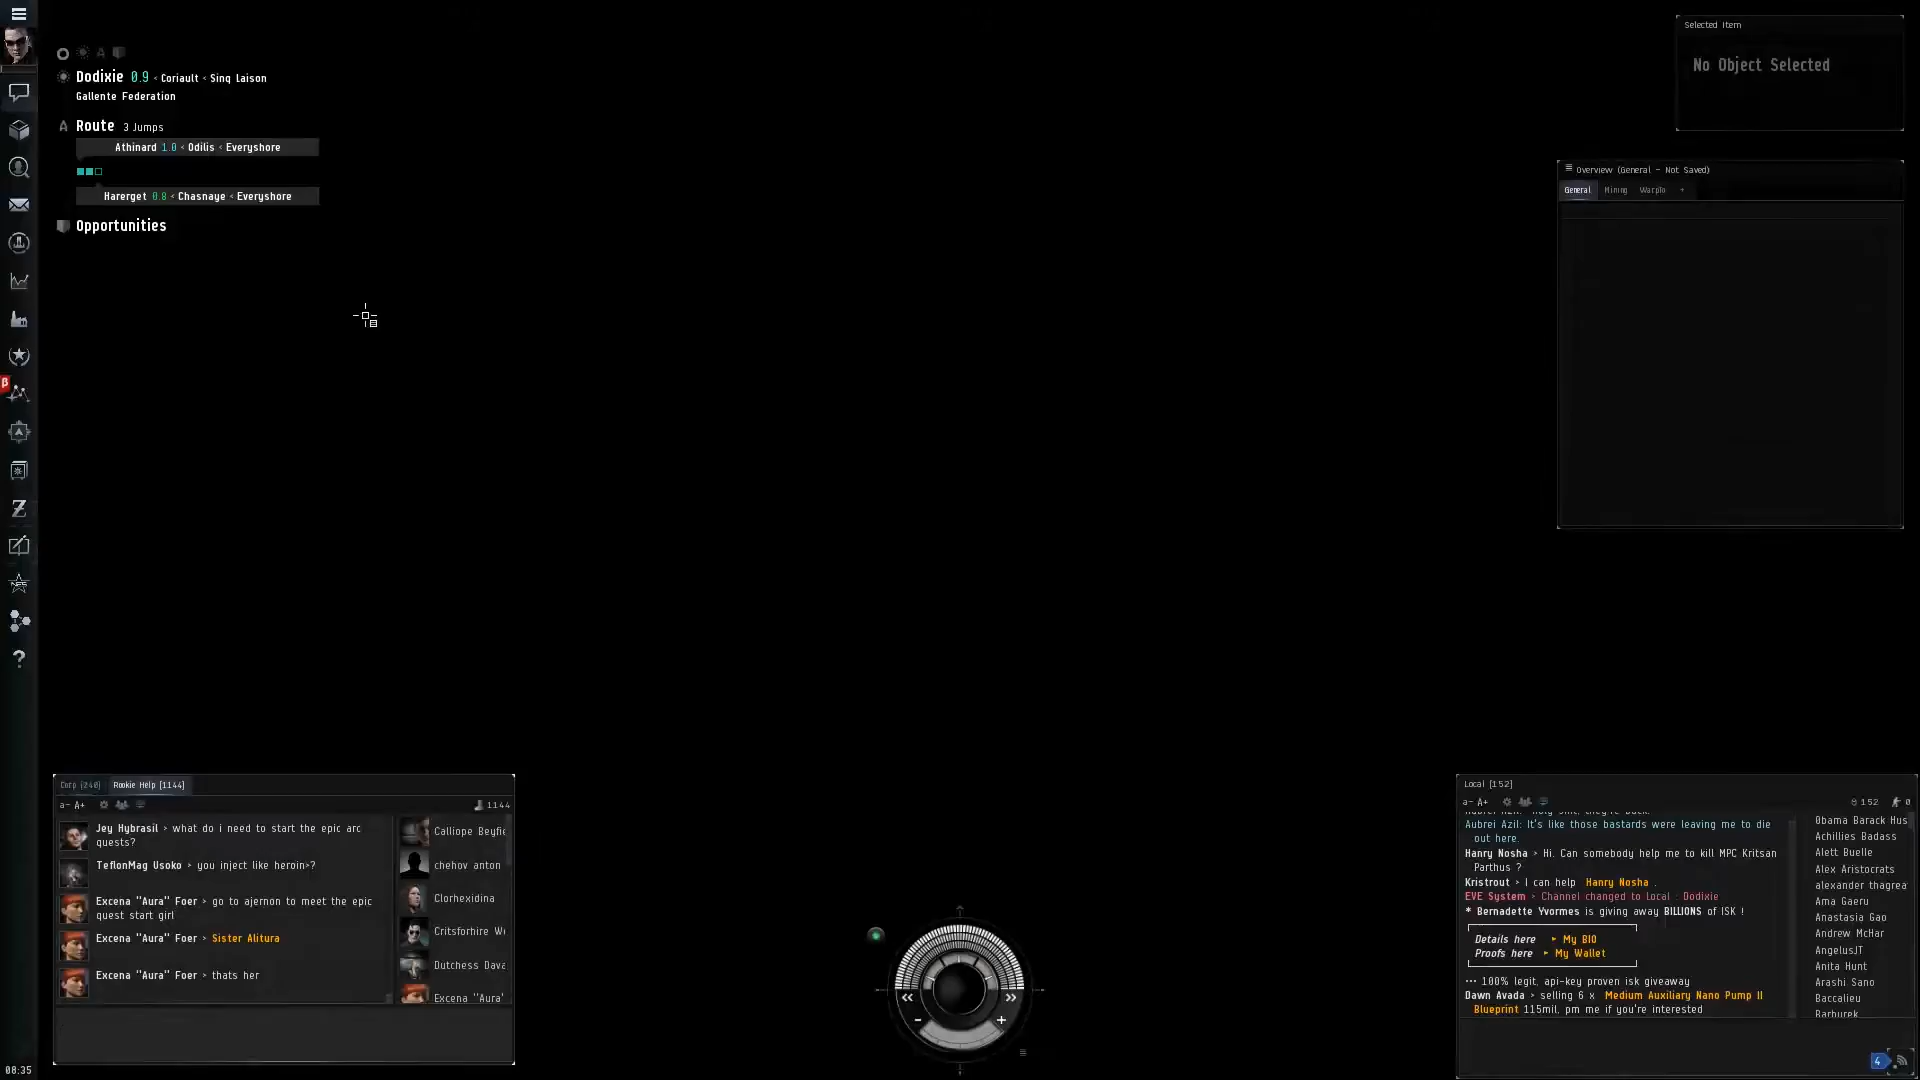 Dodixie 0.9 < Coriault < Sinq Laison
Gallente Federation
Route 3 Jumps
Athinard 1.0 < Odilis < Everyshore
Harerget 0.8 < Chasnaye < Everyshore
Opportunities
Selected Item
No Object Selected
Overview (General - Not Saved)
General Mining WarpTo +
β
?
Corp [240] Rookie Help [1144]
a- A+ 1144
Jey Hybrasil > what do i need to start the epic arc
quests?
TeflonMag Usoko > you inject like heroin>?
Excena "Aura" Foer > go to ajernon to meet the epic
quest start girl
Excena "Aura" Foer > Sister Alitura
Excena "Aura" Foer > thats her
Calliope Beyfie
chehov anton
Clorhexidina
Critsforhire We
Dutchess Dava
Excena "Aura"
Local [152]
a- A+ 152 0
Aubrei Azil: It's like those bastards were leaving me to die
out here.
Hanry Nosha > Hi. Can somebody help me to kill MPC Kritsan
Parthus ?
Kristrout > I can help Hanry Nosha .
EVE System > Channel changed to Local : Dodixie
* Bernadette Yvormes is giving away BILLIONS of ISK !
Details here ► My BIO
Proofs here ► My Wallet
••• 100% legit, api-key proven isk giveaway
Dawn Avada > selling 6 x Medium Auxiliary Nano Pump II
Blueprint 115mil, pm me if you're interested
Obama Barack Hus
Achillies Badass
Alett Buelle
Alex Aristocrats
alexander thagrea
Ama Gaeru
Anastasia Gao
Andrew McHar
AngelusJT
Anita Hunt
Arashi Sano
Baccalieu
Barburek
4
08:35